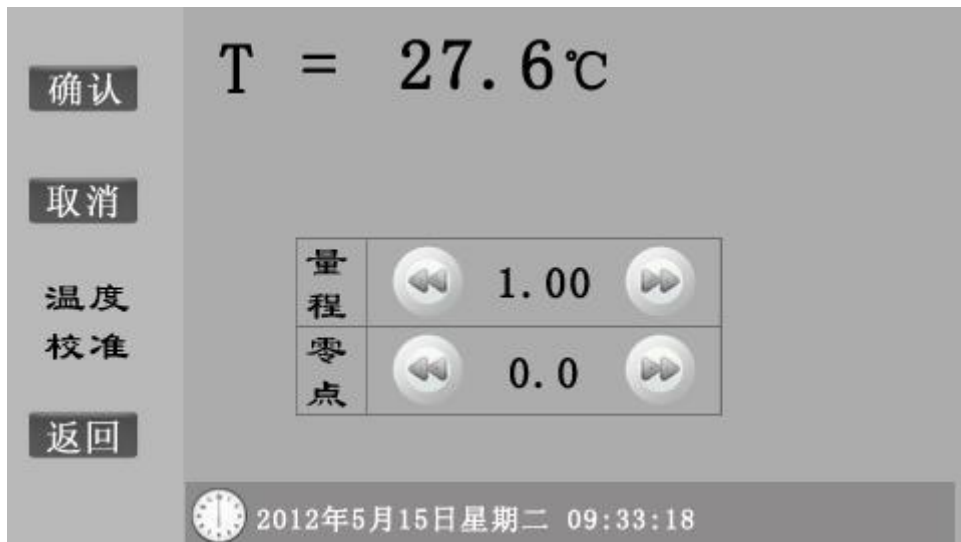 确认
取消
温度
校准
返回
T = 27.6℃
量程 1.00
零点 0.0
2012年5月15日星期二 09:33:18